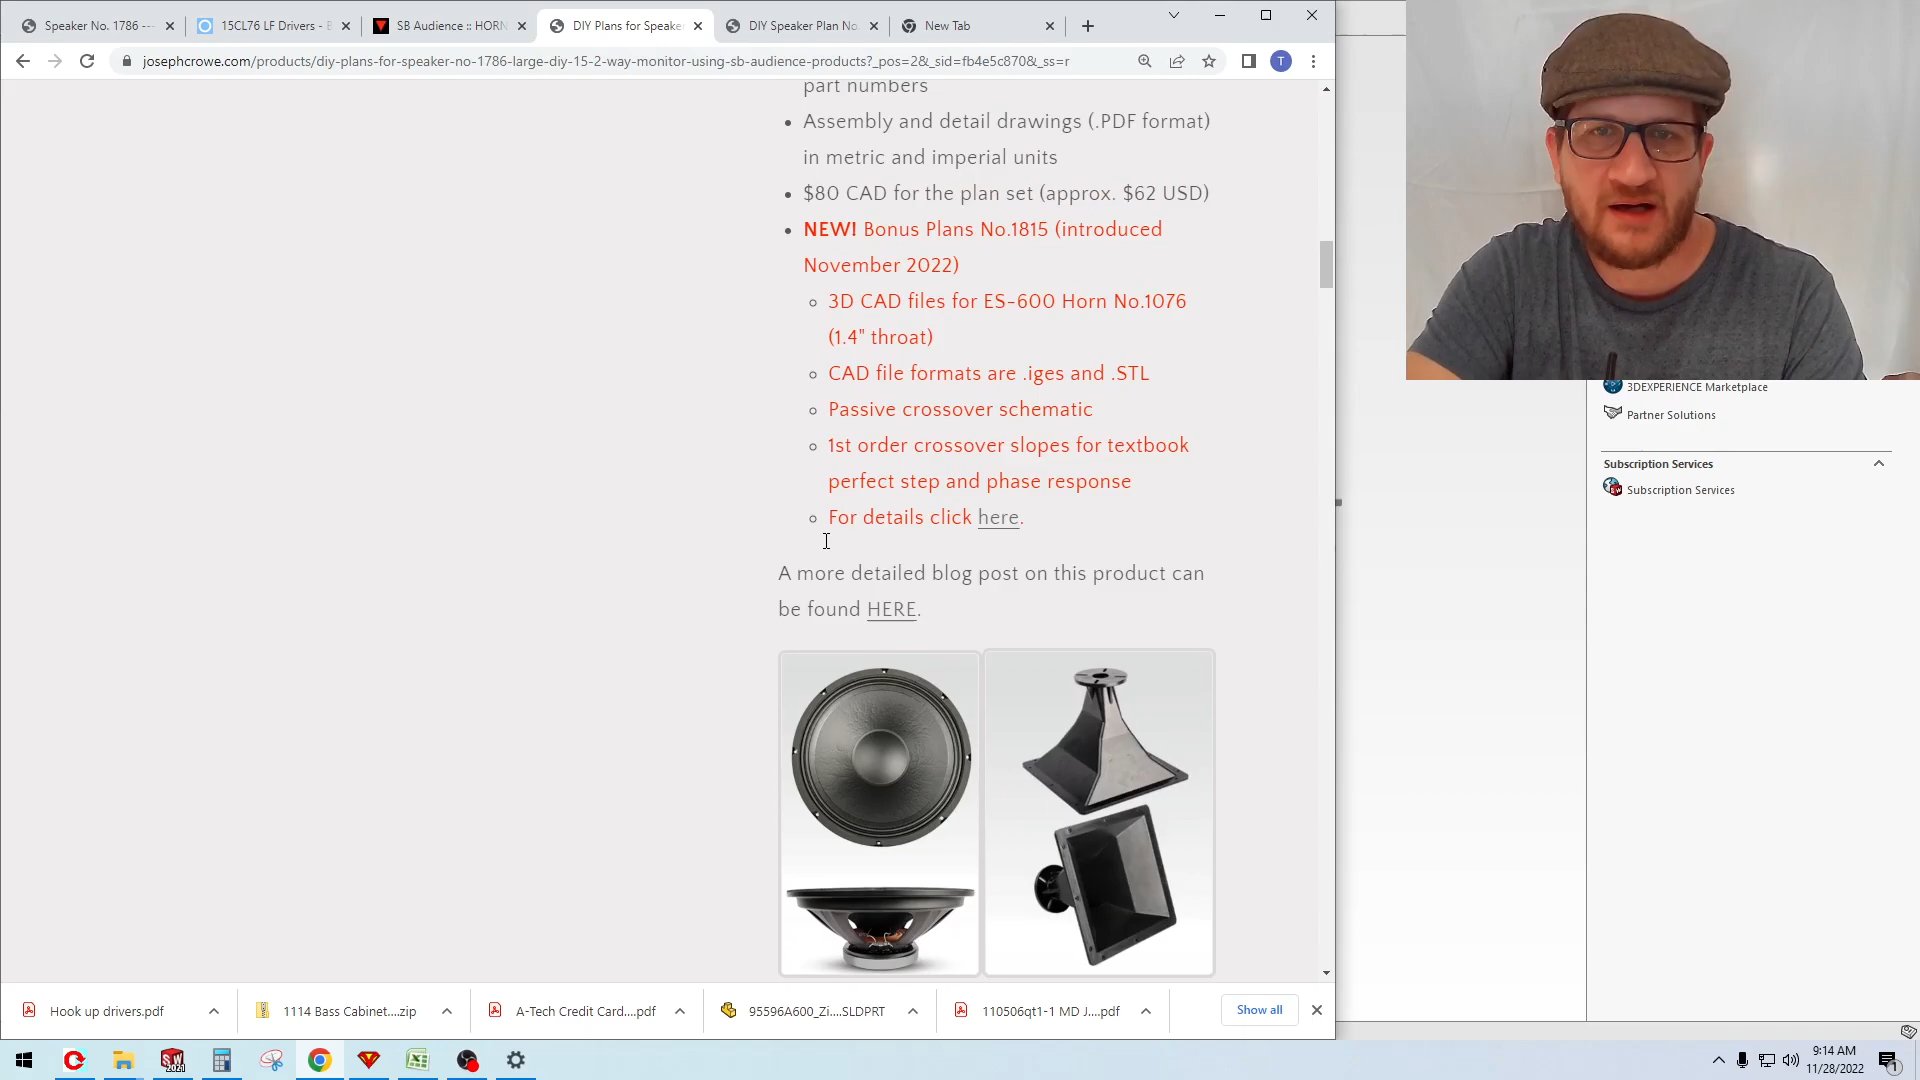 Speaker No. 1786 --
15CL76 LF Drivers - B
SB Audience :: HORN
DIY Plans for Speaker
DIY Speaker Plan No.
New Tab
josephcrowe.com/products/diy-plans-for-speaker-no-1786-large-diy-15-2-way-monitor-using-sb-audience-products?_pos=2&_sid=fb4e5c870&_ss=r
T
part numbers
Assembly and detail drawings (.PDF format)
in metric and imperial units
$80 CAD for the plan set (approx. $62 USD)
NEW! Bonus Plans No.1815 (introduced
November 2022)
3D CAD files for ES-600 Horn No.1076
(1.4" throat)
CAD file formats are .iges and .STL
Passive crossover schematic
1st order crossover slopes for textbook
perfect step and phase response
For details click here.
A more detailed blog post on this product can
be found HERE.
3DEXPERIENCE Marketplace
Partner Solutions
Subscription Services
Subscription Services
Hook up drivers.pdf
1114 Bass Cabinet....zip
A-Tech Credit Card....pdf
95596A600_Zi....SLDPRT
110506qt1-1 MD J....pdf
Show all
SW
2021
9:14 AM
11/28/2022
1